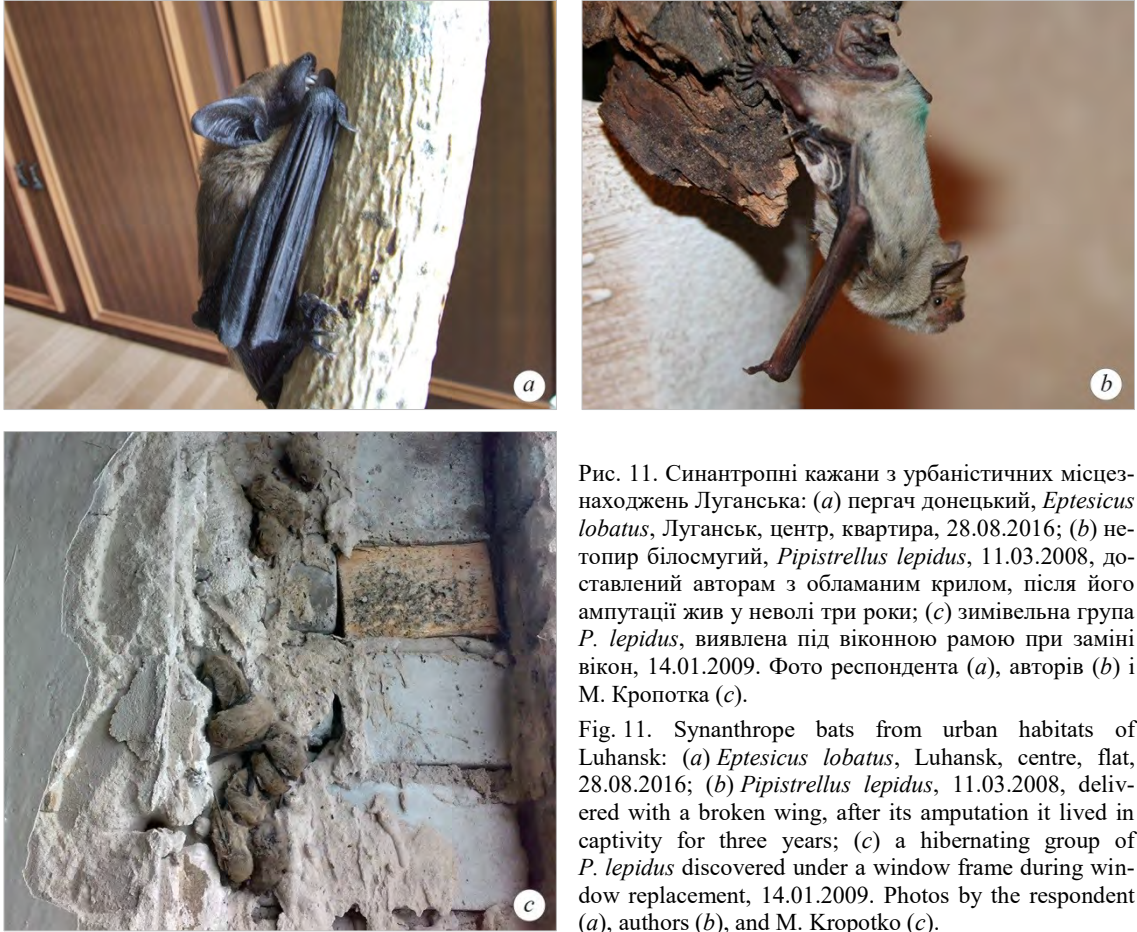 a
b
c
Рис. 11. Синантропні кажани з урбаністичних місцез-
находжень Луганська: (a) пергач донецький, Eptesicus
lobatus, Луганськ, центр, квартира, 28.08.2016; (b) не-
топир білосмугий, Pipistrellus lepidus, 11.03.2008, до-
ставлений авторам з обламаним крилом, після його
ампутації жив у неволі три роки; (c) зимівельна група
P. lepidus, виявлена під віконною рамою при заміні
вікон, 14.01.2009. Фото респондента (a), авторів (b) і
М. Кропотка (c).
Fig. 11. Synanthrope bats from urban habitats of
Luhansk: (a) Eptesicus lobatus, Luhansk, centre, flat,
28.08.2016; (b) Pipistrellus lepidus, 11.03.2008, deliv-
ered with a broken wing, after its amputation it lived in
captivity for three years; (c) a hibernating group of
P. lepidus discovered under a window frame during win-
dow replacement, 14.01.2009. Photos by the respondent
(a), authors (b), and M. Kropotko (c).